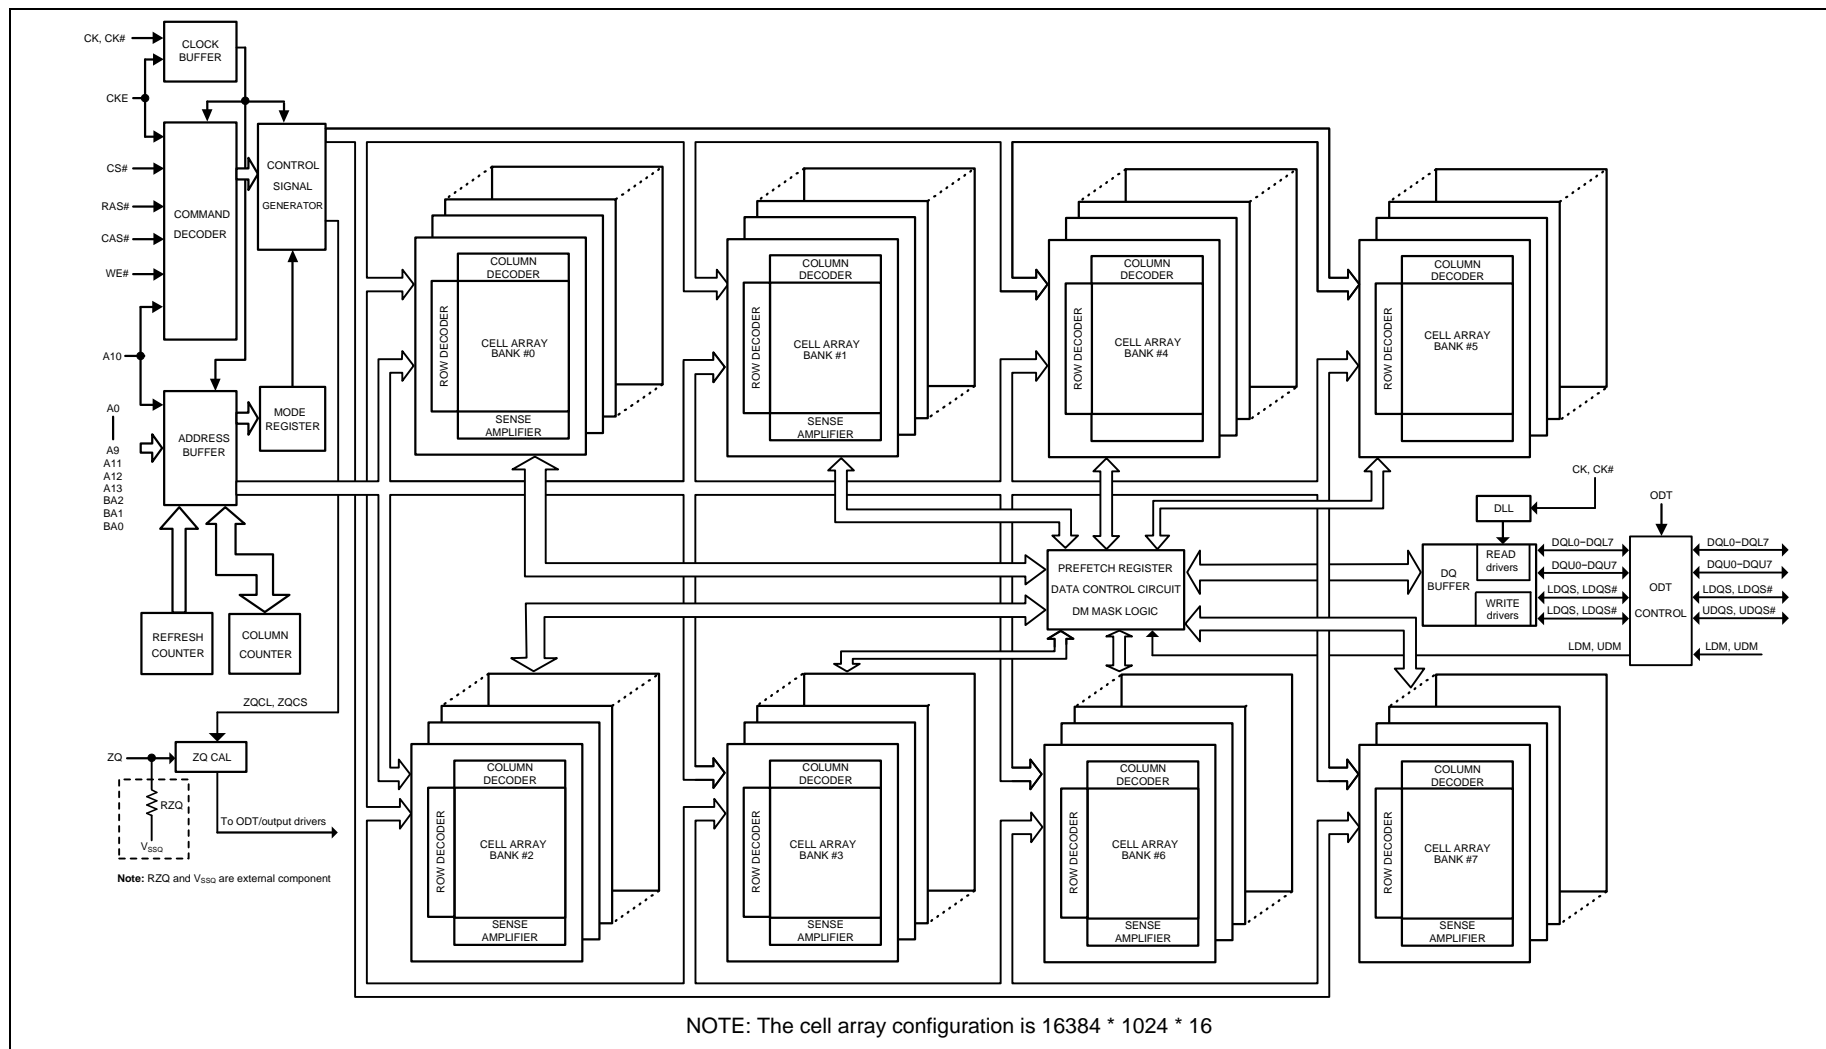 CK, CK#
CLOCK
BUFFER
CKE
CS#
RAS#
CAS#
WE#
COMMAND
DECODER
CONTROL
SIGNAL
GENERATOR
A10
A0
A9
A11
A12
A13
BA2
BA1
BA0
ADDRESS
BUFFER
MODE
REGISTER
REFRESH
COUNTER
COLUMN
COUNTER
ZQCL, ZQCS
ZQ
ZQ CAL
RZQ
VSSQ
To ODT/output drivers
Note: RZQ and VSSQ are external component
COLUMN
DECODER
ROW DECODER
CELL ARRAY
BANK #0
SENSE
AMPLIFIER
COLUMN
DECODER
ROW DECODER
CELL ARRAY
BANK #1
SENSE
AMPLIFIER
COLUMN
DECODER
ROW DECODER
CELL ARRAY
BANK #4
COLUMN
DECODER
ROW DECODER
CELL ARRAY
BANK #5
PREFETCH REGISTER
DATA CONTROL CIRCUIT
DM MASK LOGIC
CK, CK#
DLL
ODT
DQ
BUFFER
READ
drivers
WRITE
drivers
DQL0~DQL7
DQU0~DQU7
LDQS, LDQS#
LDQS, LDQS#
LDM, UDM
ODT
CONTROL
DQL0~DQL7
DQU0~DQU7
LDQS, LDQS#
UDQS, UDQS#
LDM, UDM
COLUMN
DECODER
ROW DECODER
CELL ARRAY
BANK #2
SENSE
AMPLIFIER
COLUMN
DECODER
ROW DECODER
CELL ARRAY
BANK #3
SENSE
AMPLIFIER
COLUMN
DECODER
ROW DECODER
CELL ARRAY
BANK #6
SENSE
AMPLIFIER
COLUMN
DECODER
ROW DECODER
CELL ARRAY
BANK #7
SENSE
AMPLIFIER
NOTE: The cell array configuration is 16384 * 1024 * 16